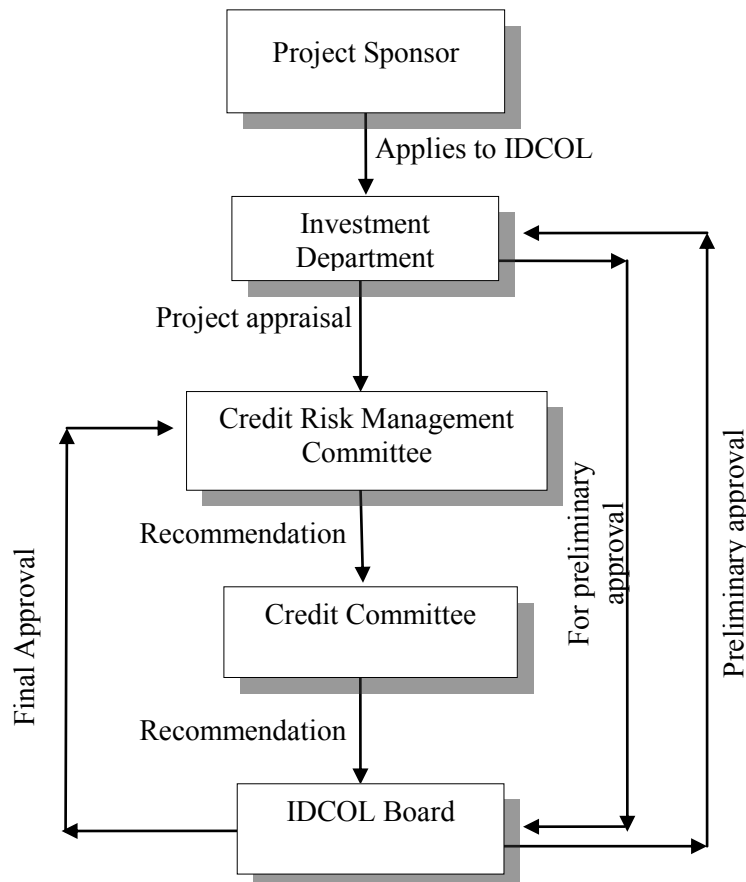 Project Sponsor
Applies to IDCOL
Investment
Department
Project appraisal
Credit Risk Management
Committee
Recommendation
Credit Committee
Recommendation
IDCOL Board
Final Approval
For preliminary
approval
Preliminary approval